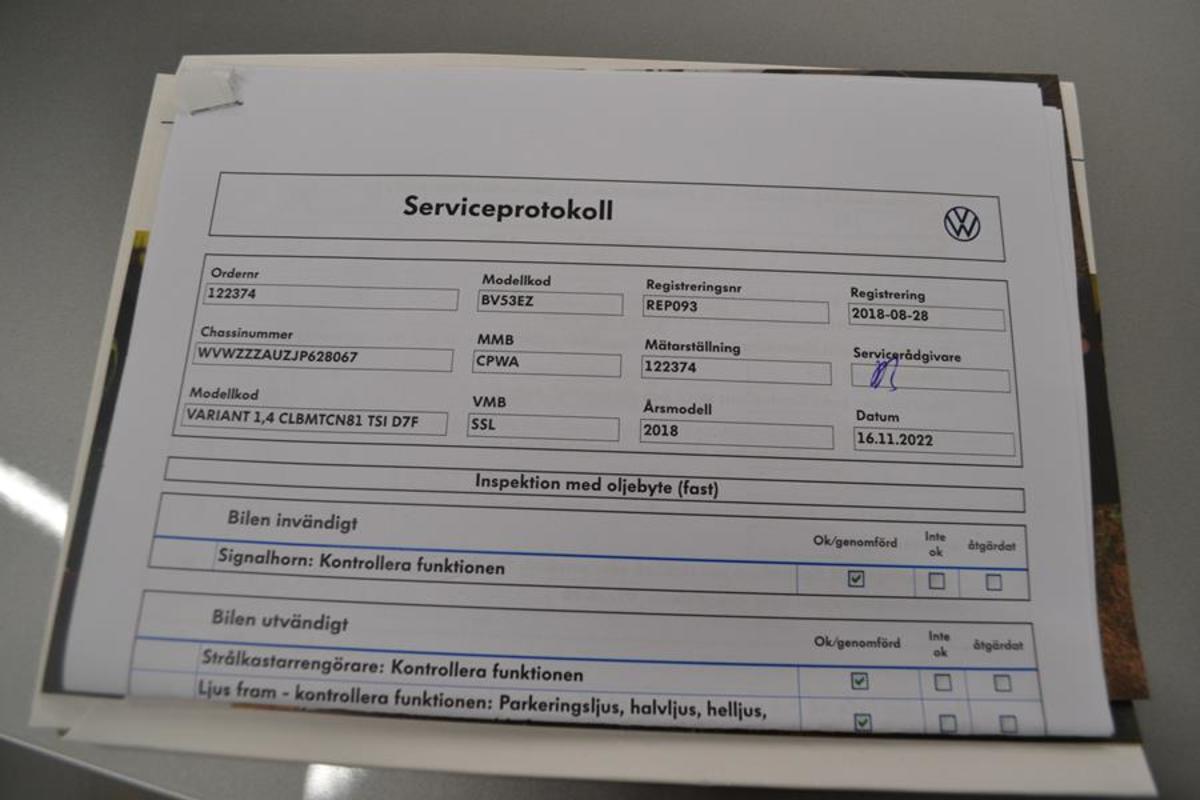 Serviceprotokoll
Ordernr Modellkod Registreringsnr Registrering
122374 BV53EZ REP093 2018-08-28
Chassinummer MMB Mätarställning Servicerådgivare
WVWZZZAUZJP628067 CPWA 122374
Modellkod VMB Årsmodell Datum
VARIANT 1,4 CLBMTCN81 TSI D7F SSL 2018 16.11.2022
Inspektion med oljebyte (fast)
Bilen invändigt Ok/genomförd Inte ok åtgärdat
Signalhorn: Kontrollera funktionen
Bilen utvändigt Ok/genomförd Inte ok åtgärdat
Strålkastarrengörare: Kontrollera funktionen
Ljus fram - kontrollera funktionen: Parkeringsljus, halvljus, helljus,